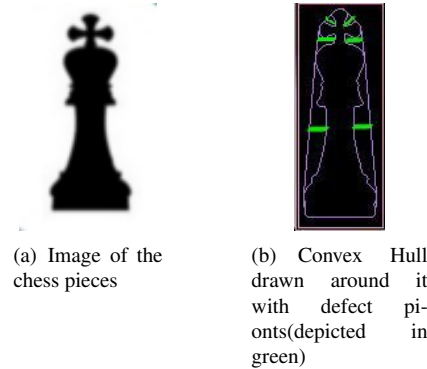 (a) Image of the
chess pieces
(b) Convex Hull
drawn around it
with defect pi-
onts(depicted in
green)